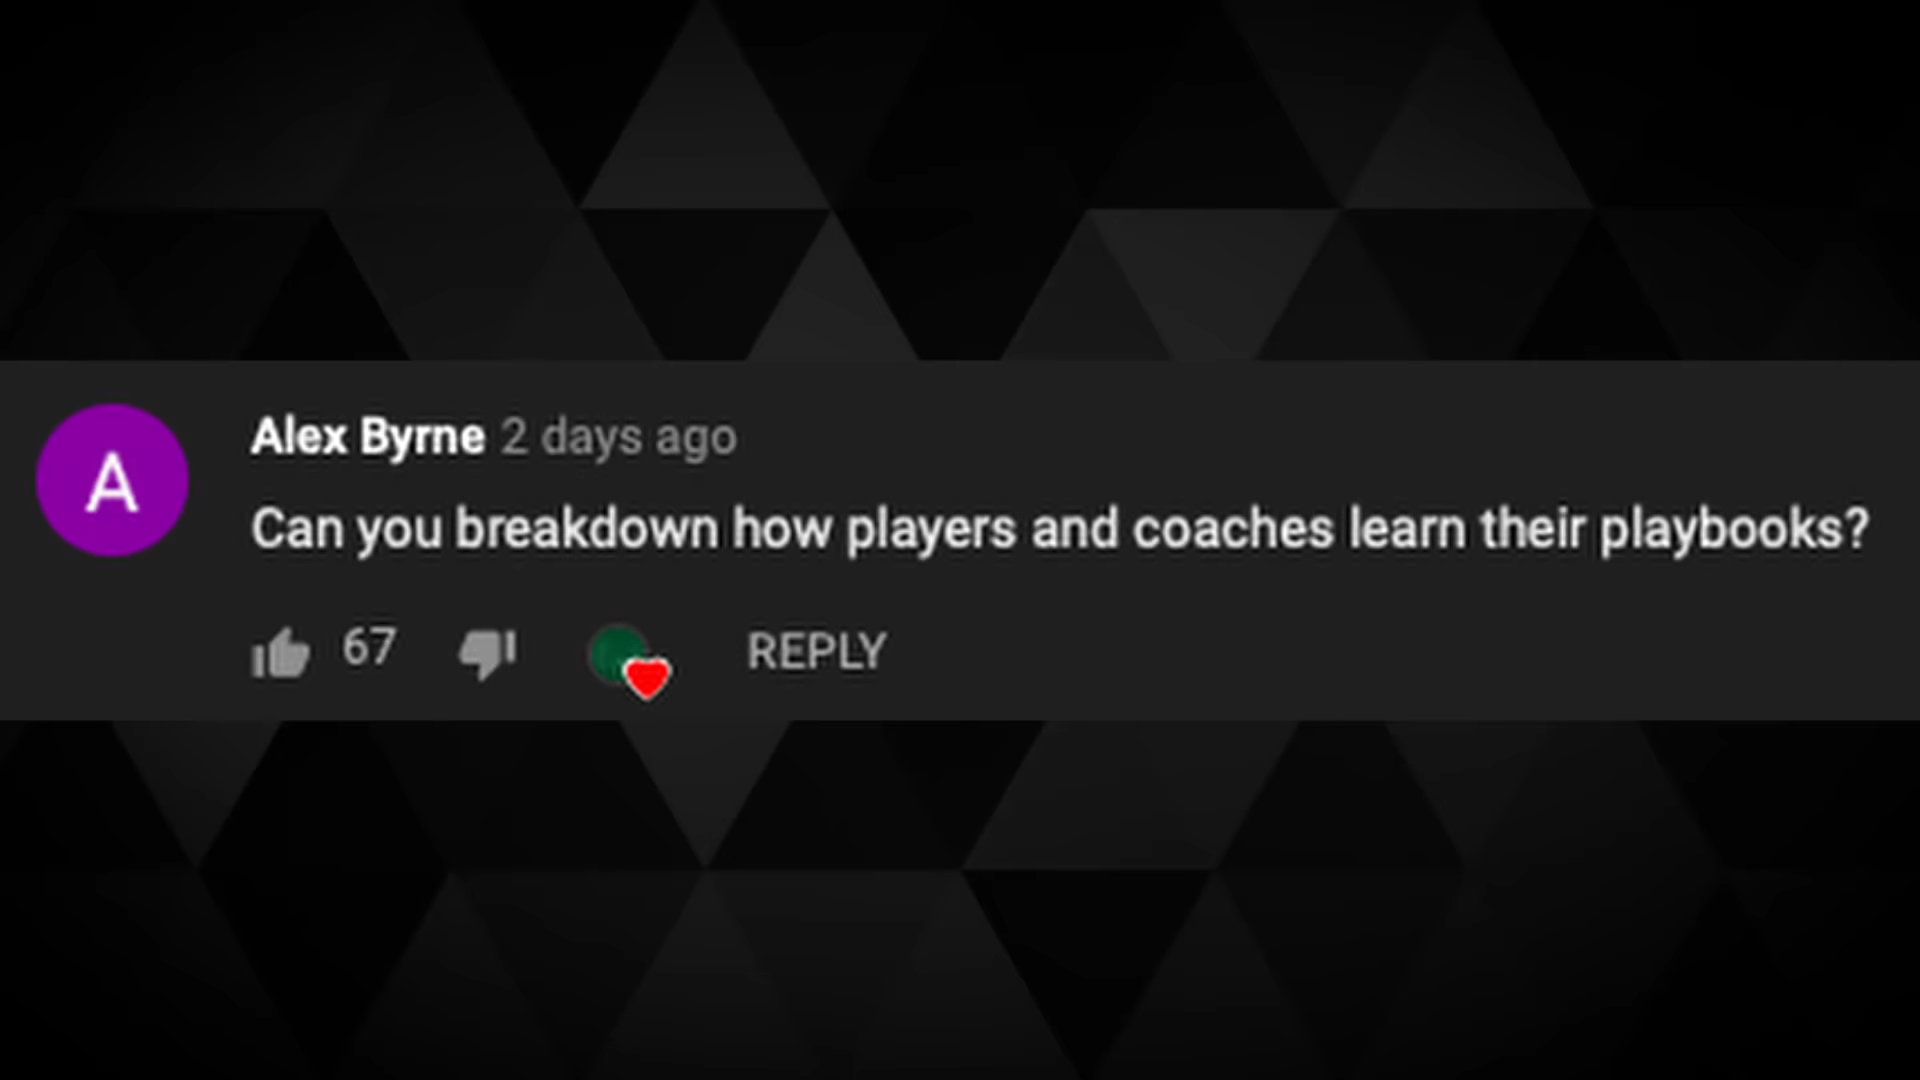 A
Alex Byrne 2 days ago
Can you breakdown how players and coaches learn their playbooks?
67 REPLY